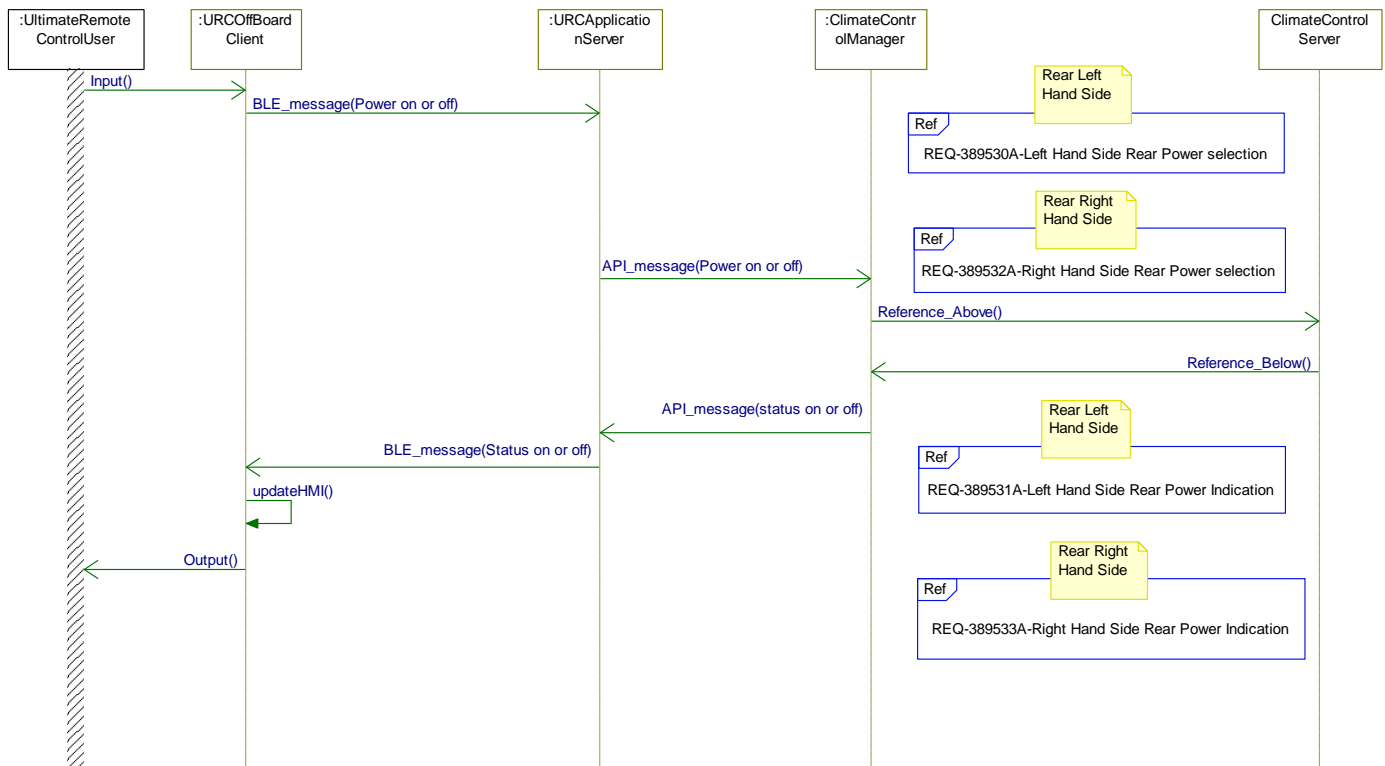 :UltimateRemote
ControlUser
:URCOffBoard
Client
:URCApplicatio
nServer
:ClimateContr
olManager
ClimateControl
Server
Input()
BLE_message(Power on or off)
Rear Left
Hand Side
Ref
REQ-389530A-Left Hand Side Rear Power selection
Rear Right
Hand Side
Ref
REQ-389532A-Right Hand Side Rear Power selection
API_message(Power on or off)
Reference_Above()
Reference_Below()
API_message(status on or off)
Rear Left
Hand Side
BLE_message(Status on or off)
Ref
REQ-389531A-Left Hand Side Rear Power Indication
updateHMI()
Output()
Rear Right
Hand Side
Ref
REQ-389533A-Right Hand Side Rear Power Indication